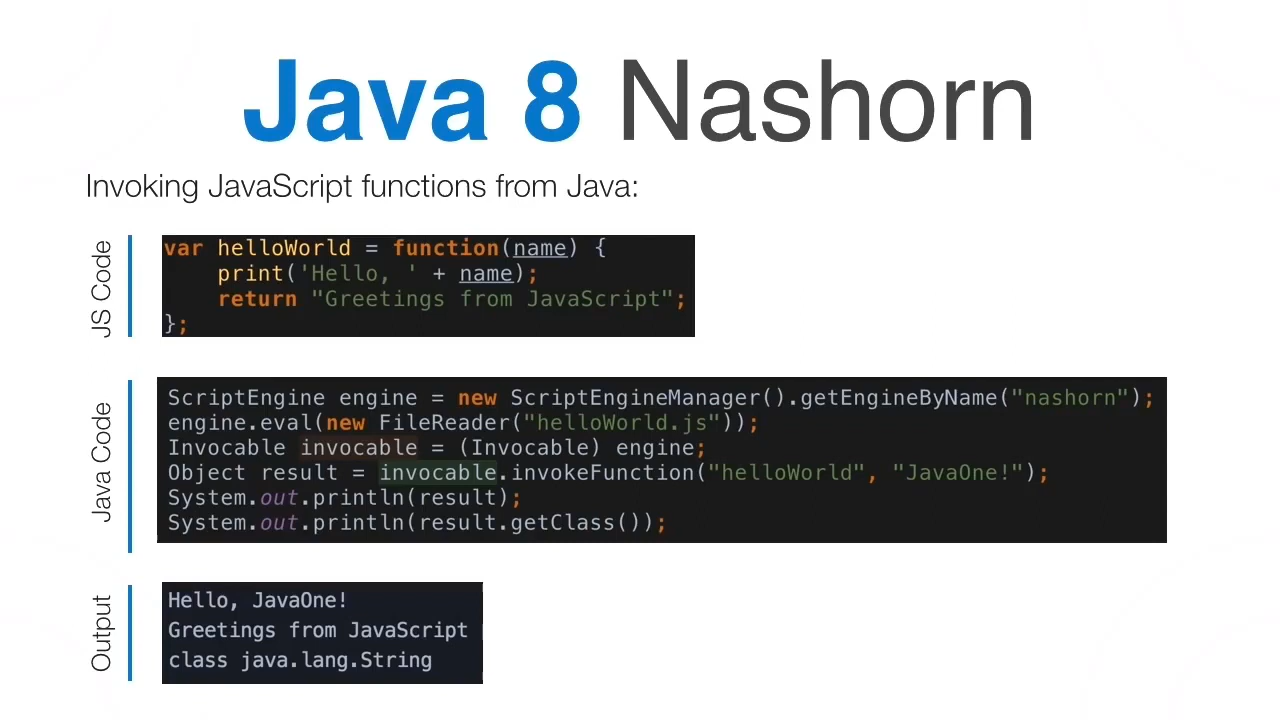 Java 8 Nashorn
Invoking JavaScript functions from Java:
JS Code
var helloWorld = function(name) {
    print('Hello, ' + name);
    return "Greetings from JavaScript";
};
Java Code
ScriptEngine engine = new ScriptEngineManager().getEngineByName("nashorn");
engine.eval(new FileReader("helloWorld.js"));
Invocable invocable = (Invocable) engine;
Object result = invocable.invokeFunction("helloWorld", "JavaOne!");
System.out.println(result);
System.out.println(result.getClass());
Output
Hello, JavaOne!
Greetings from JavaScript
class java.lang.String